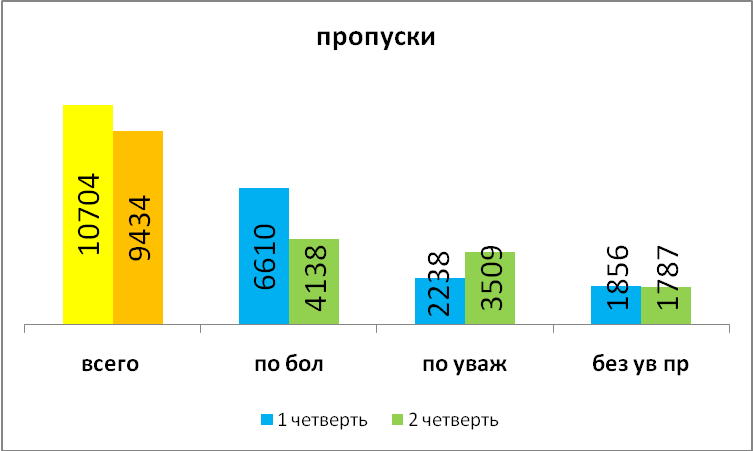 пропуски
10704
9434
6610
4138
2238
3509
1856
1787
всего
по бол
по уваж
без ув пр
1 четверть
2 четверть